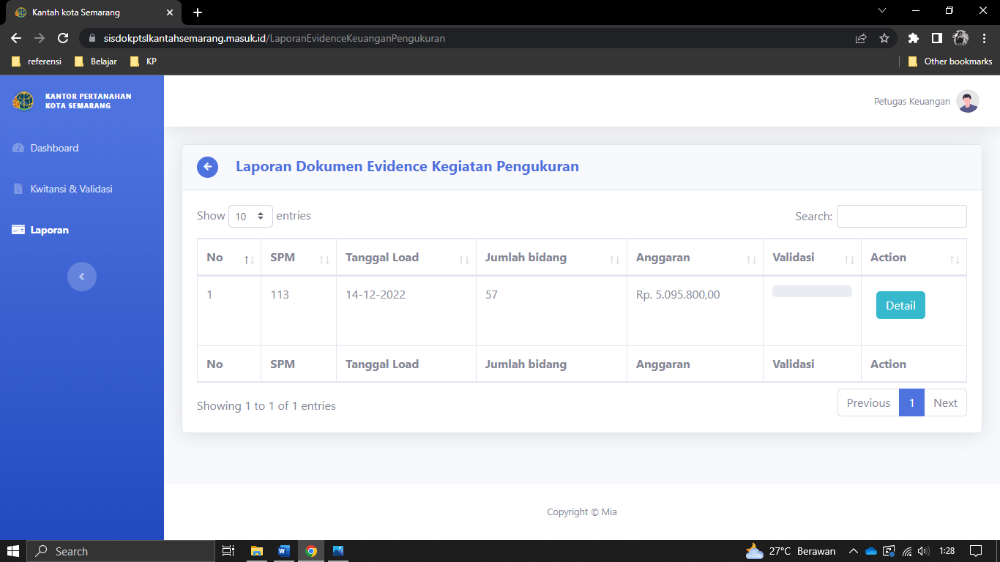 Kantah kota Semarang
sisdokptslkantahsemarang.masuk.id/LaporanEvidenceKeuanganPengukuran
referensi Belajar KP Other bookmarks
KANTOR PERTANAHAN
KOTA SEMARANG
Petugas Keuangan
Dashboard
Kwitansi & Validasi
Laporan
Laporan Dokumen Evidence Kegiatan Pengukuran
Show 10 entries Search:
No SPM Tanggal Load Jumlah bidang Anggaran Validasi Action
1 113 14-12-2022 57 Rp. 5.095.800,00 Detail
No SPM Tanggal Load Jumlah bidang Anggaran Validasi Action
Showing 1 to 1 of 1 entries Previous 1 Next
Copyright © Mia
Search 27°C Berawan 1:28